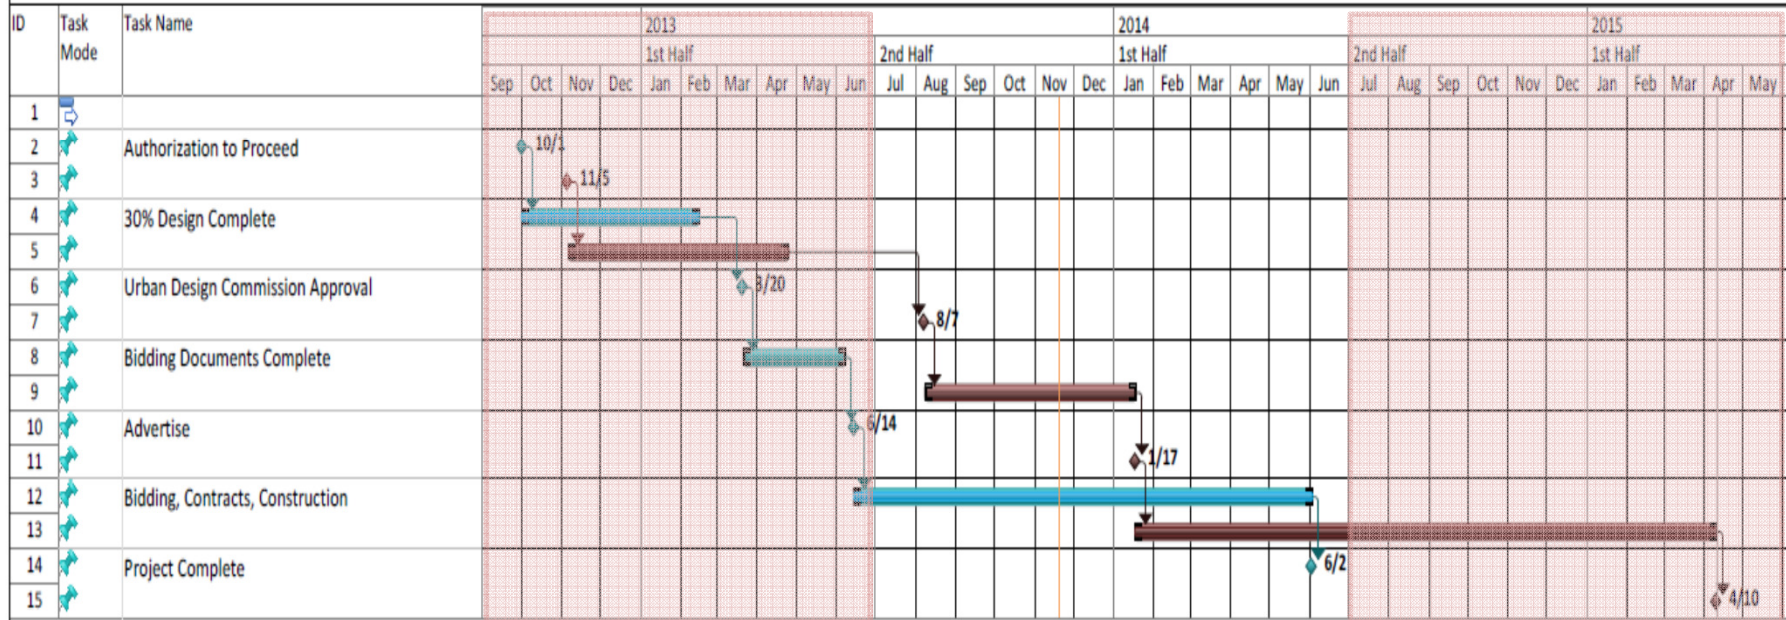 ID Task Mode Task Name 2013 2014 2015
1st Half 2nd Half 1st Half 2nd Half 1st Half
Sep Oct Nov Dec Jan Feb Mar Apr May Jun Jul Aug Sep Oct Nov Dec Jan Feb Mar Apr May Jun Jul Aug Sep Oct Nov Dec Jan Feb Mar Apr May
1
2 Authorization to Proceed 10/1
3 11/5
4 30% Design Complete
5
6 Urban Design Commission Approval 3/20
7 8/7
8 Bidding Documents Complete
9
10 Advertise 6/14
11 1/17
12 Bidding, Contracts, Construction
13
14 Project Complete 6/2
15 4/10